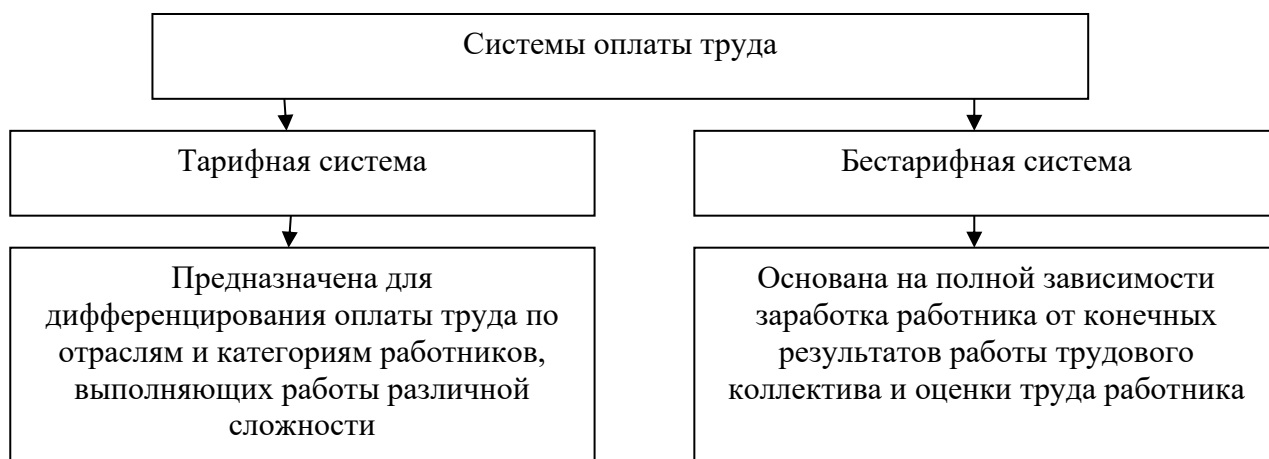 Системы оплаты труда
Тарифная система
Бестарифная система
Предназначена для
дифференцирования оплаты труда по
отраслям и категориям работников,
выполняющих работы различной
сложности
Основана на полной зависимости
заработка работника от конечных
результатов работы трудового
коллектива и оценки труда работника